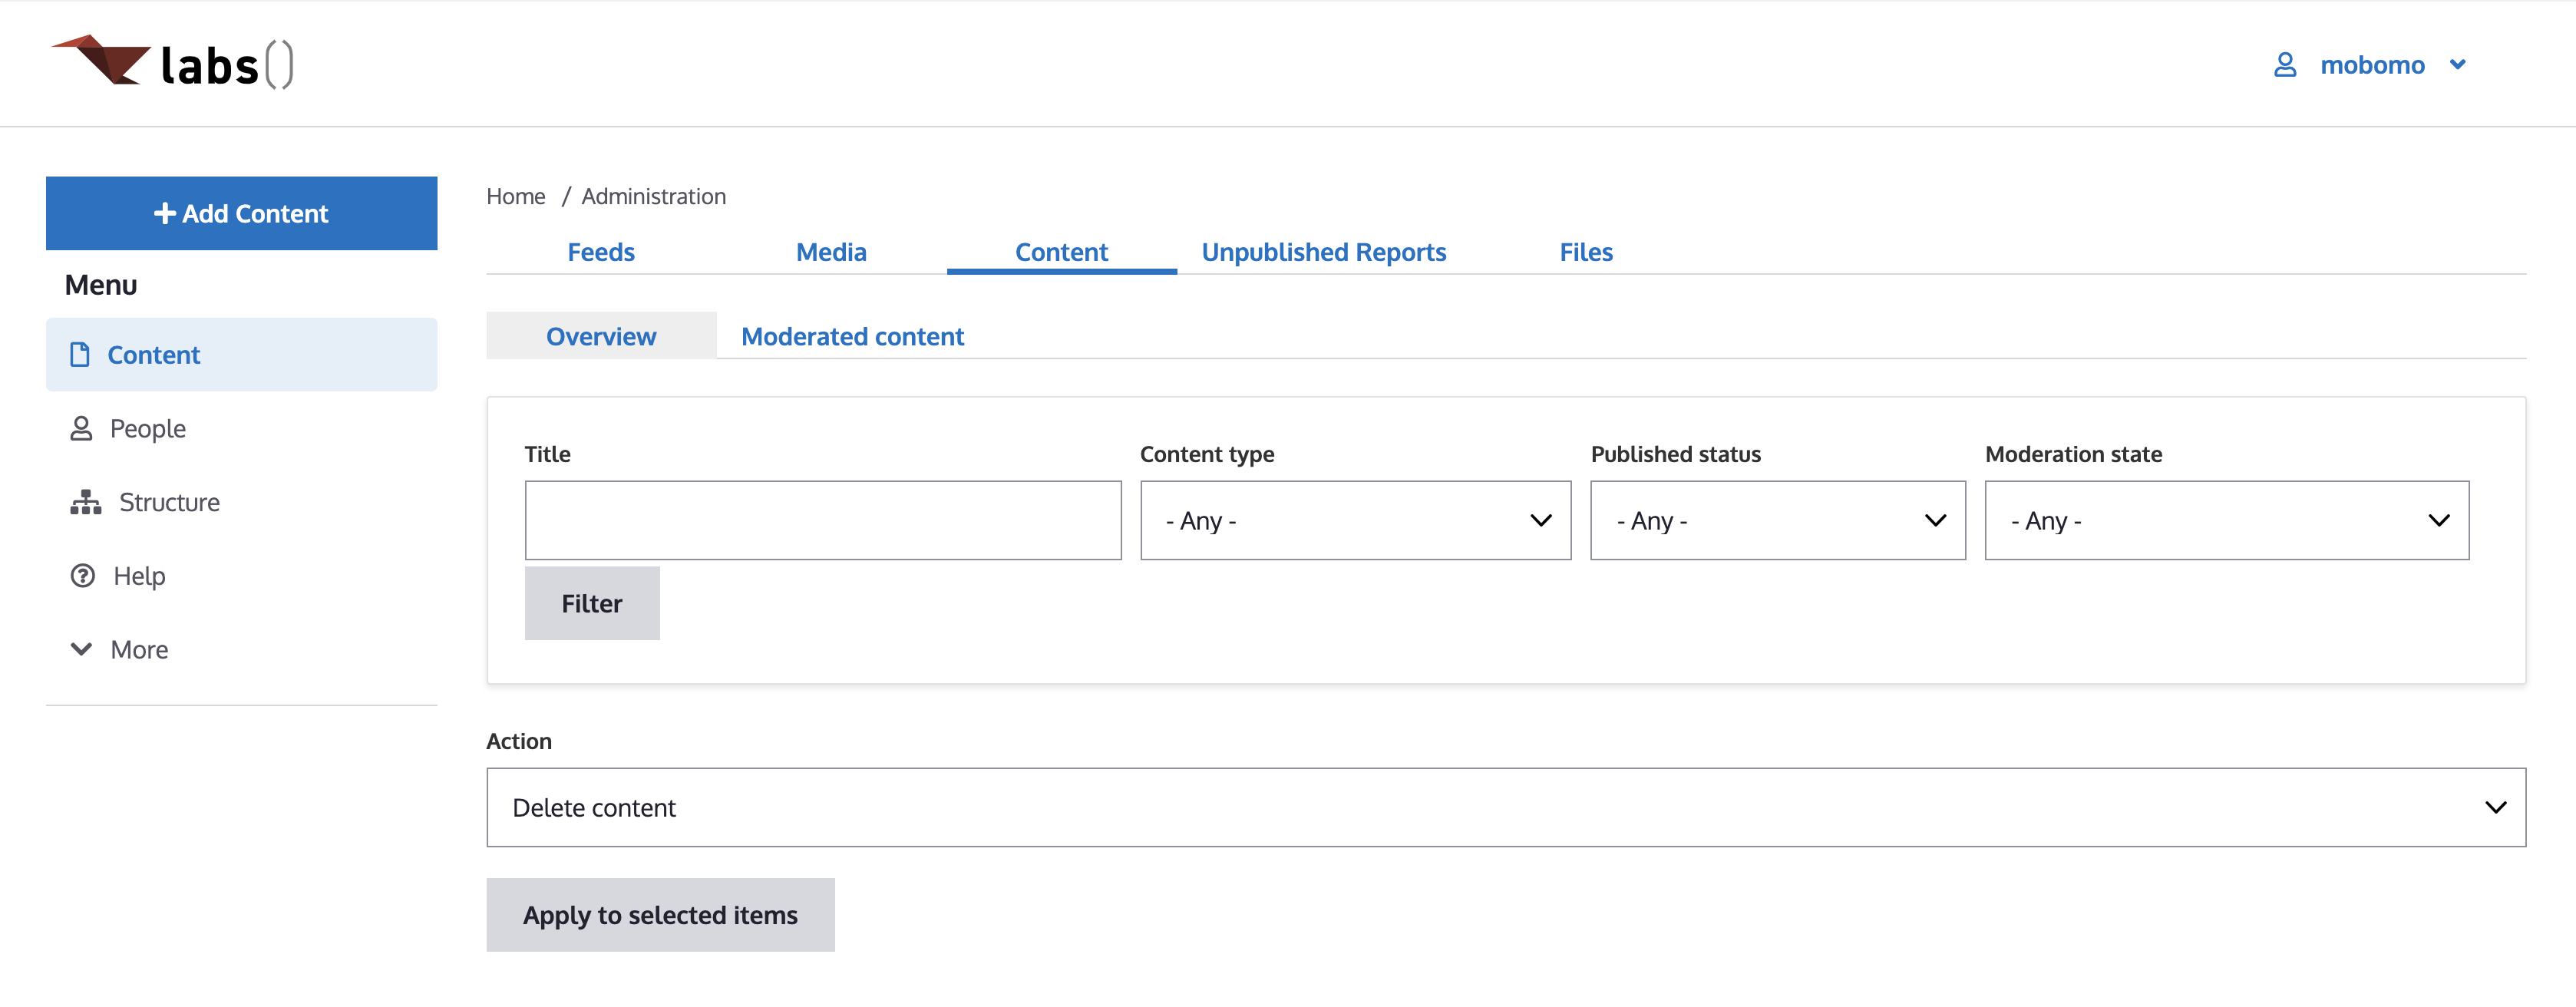 labs()
mobomo
+ Add Content
Menu
Content
People
Structure
Help
More
Home / Administration
Feeds Media Content Unpublished Reports Files
Overview Moderated content
Title Content type Published status Moderation state
- Any - - Any - - Any -
Filter
Action
Delete content
Apply to selected items